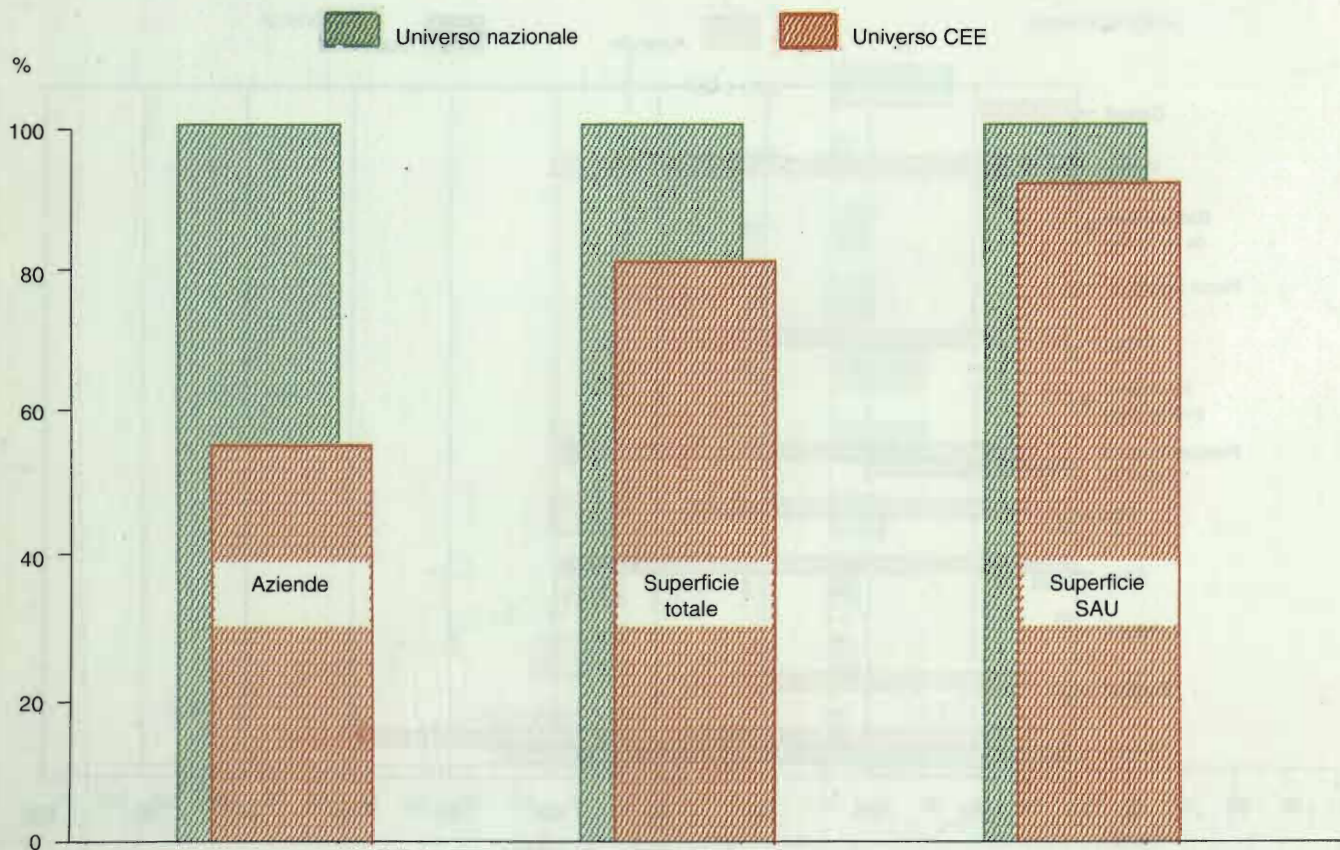 Universo nazionale
Universo CEE
%
100
80
60
40
20
0
Aziende
Superficie
totale
Superficie
SAU